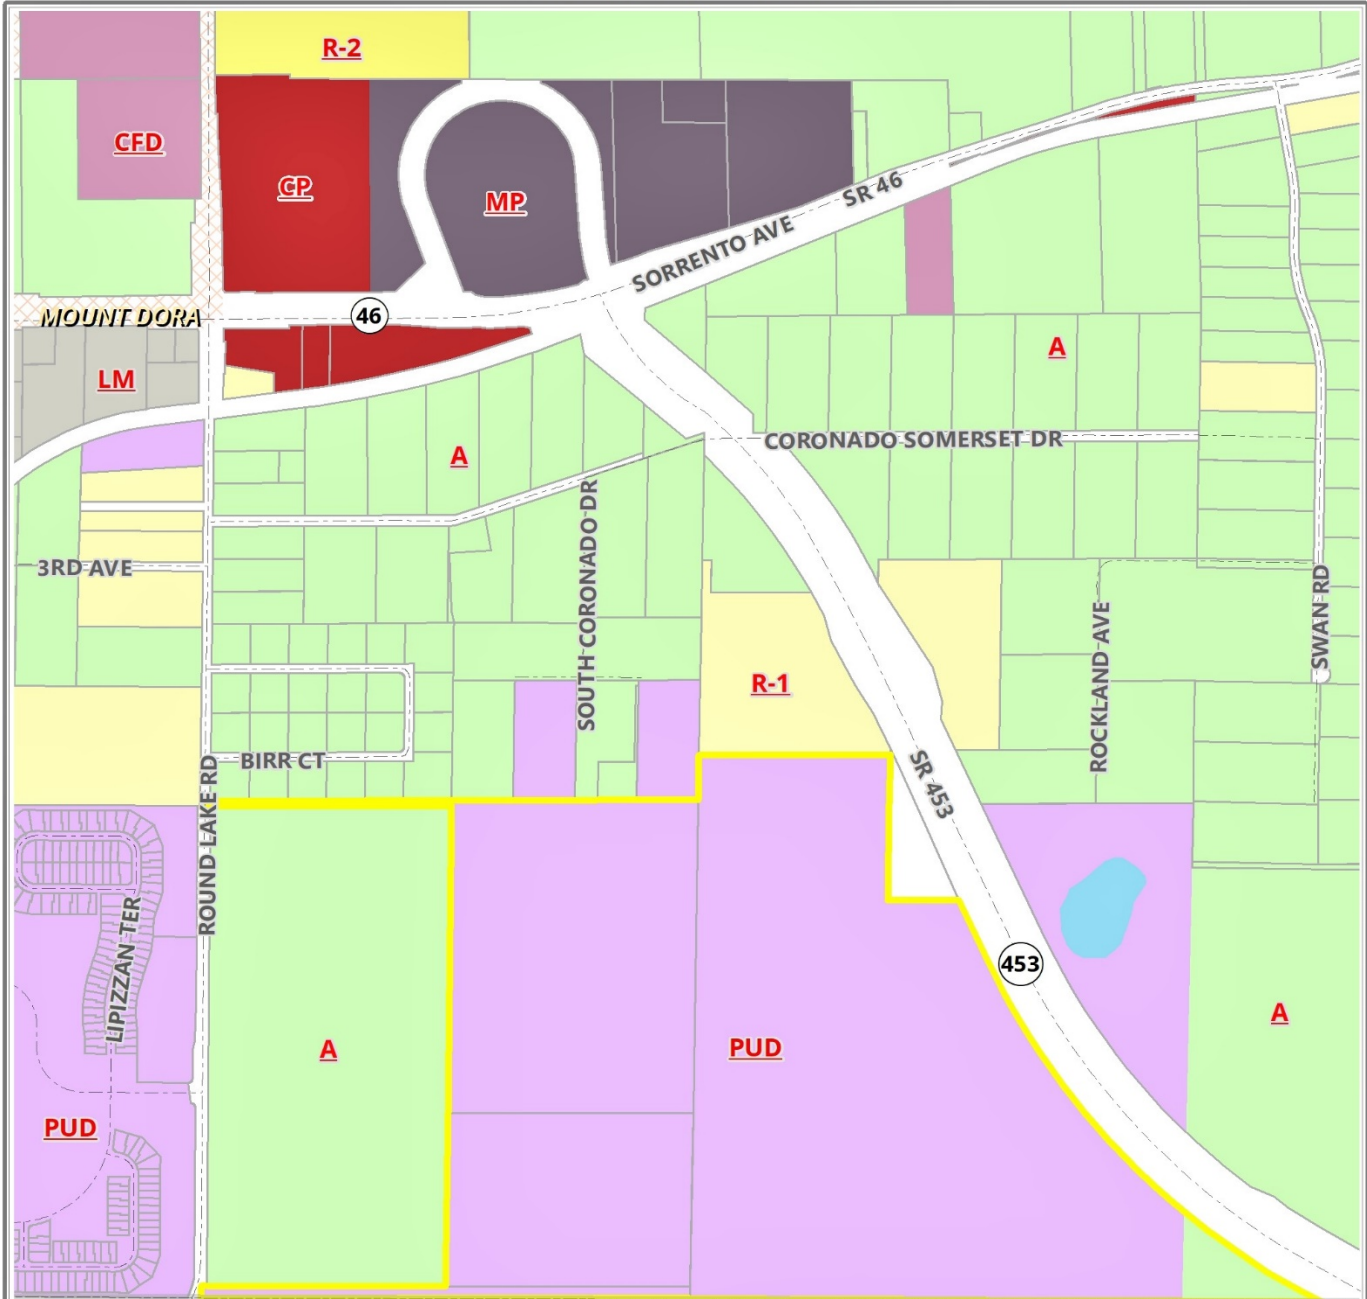 R-2
CFD
CP
MP
SR 46
SORRENTO AVE
46
MOUNT DORA
A
LM
CORONADO SOMERSET DR
A
3RD AVE
SOUTH CORONADO DR
SWAN RD
ROCKLAND AVE
R-1
BIRR CT
SR 453
ROUND LAKE RD
LIPIZZAN TER
453
A
A
PUD
PUD